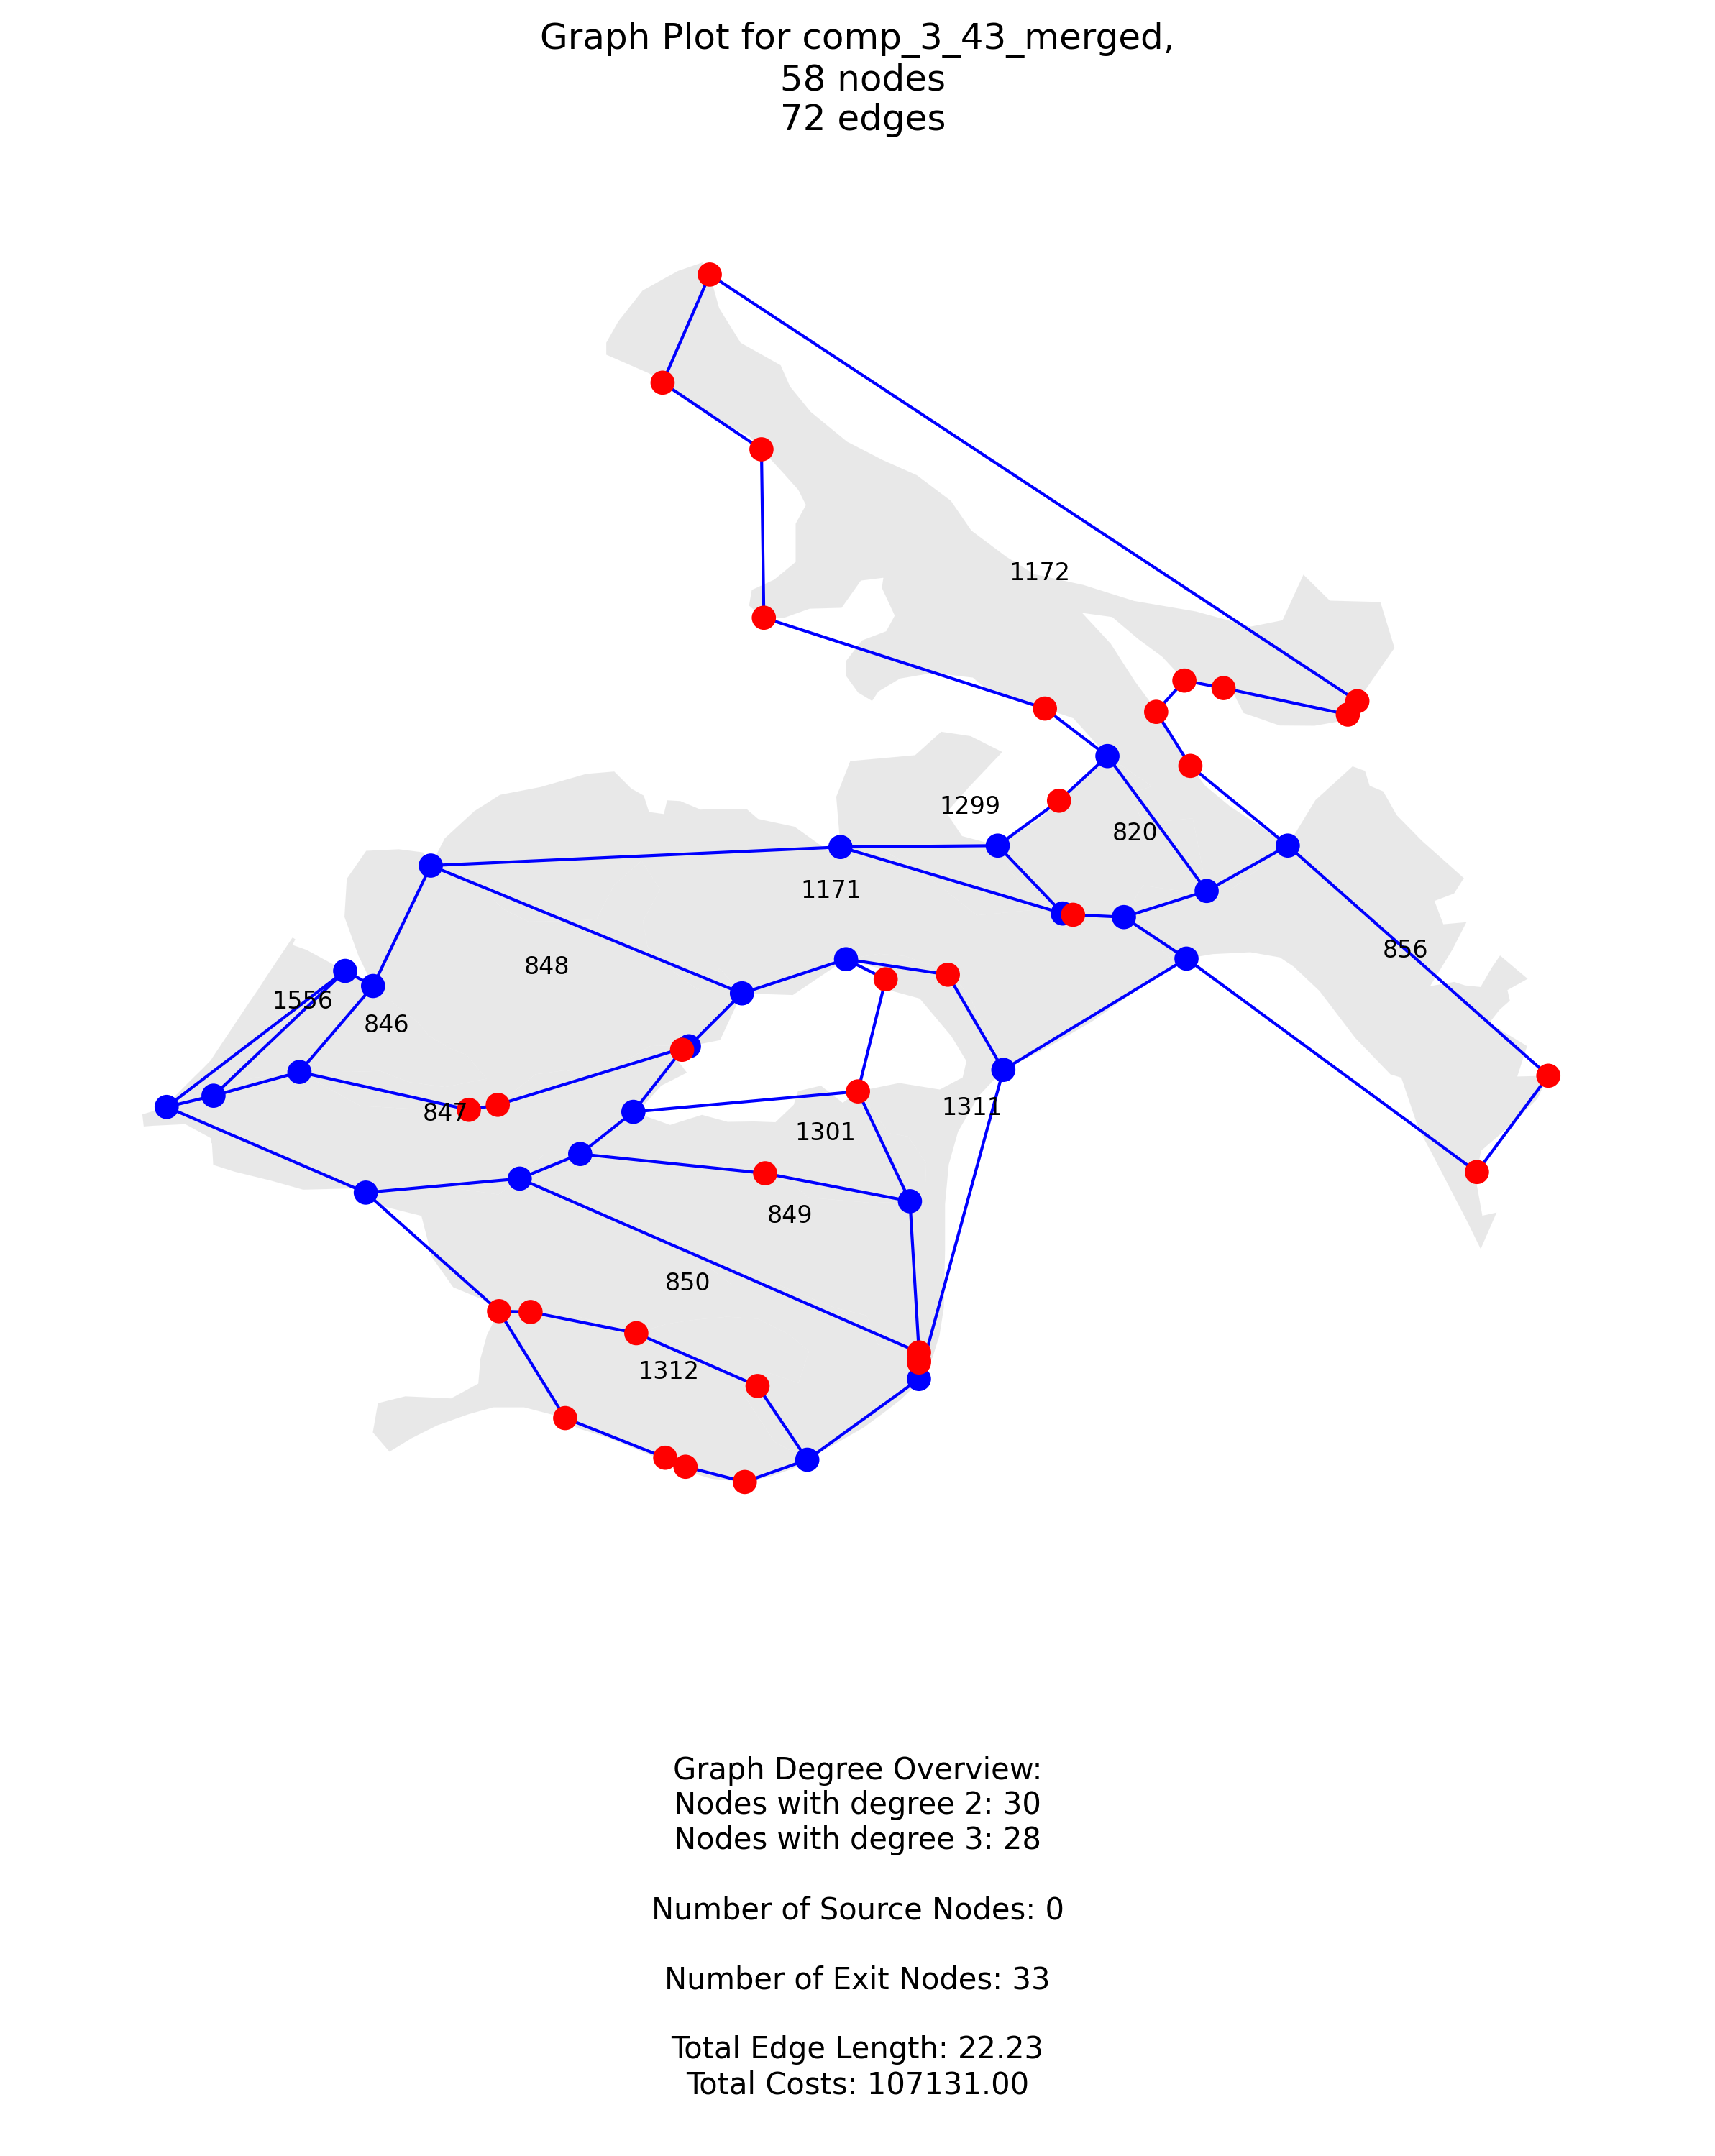 Graph Plot for comp_3_43_merged,
58 nodes
72 edges
1172
1299
820
1171
856
848
1556
846
847
1311
1301
849
850
1312
Graph Degree Overview:
Nodes with degree 2: 30
Nodes with degree 3: 28
Number of Source Nodes: 0
Number of Exit Nodes: 33
Total Edge Length: 22.23
Total Costs: 107131.00